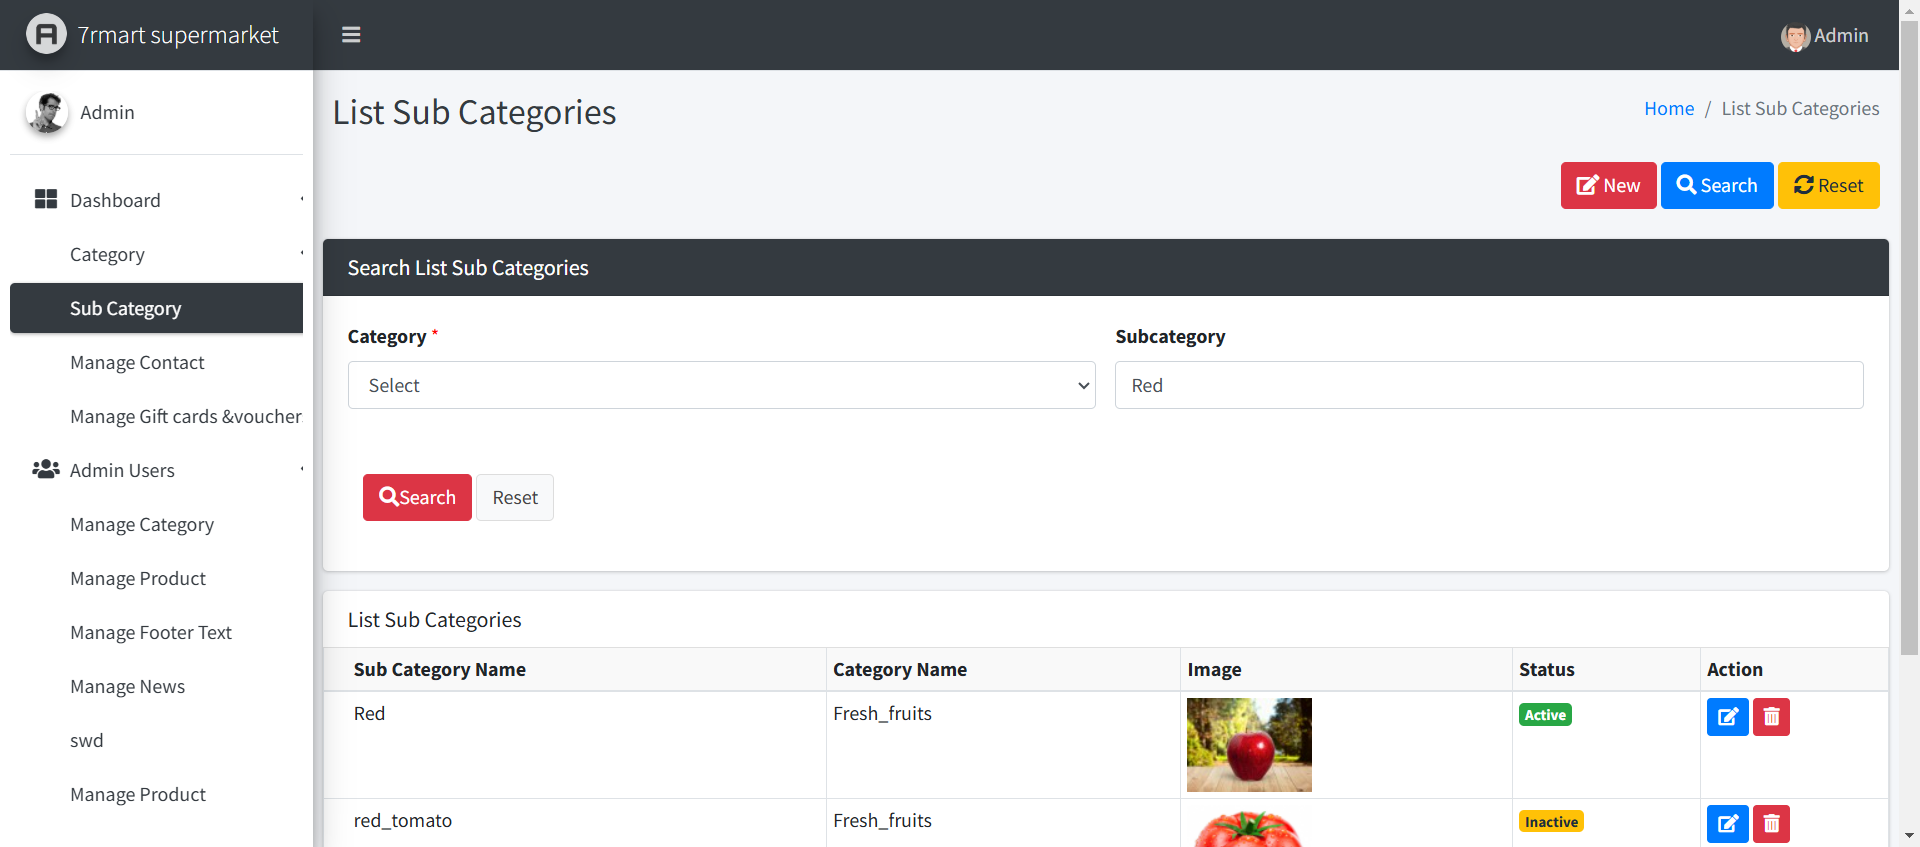 7rmart supermarket
Admin
Admin
Dashboard
Category
Sub Category
Manage Contact
Manage Gift cards &voucher
Admin Users
Manage Category
Manage Product
Manage Footer Text
Manage News
swd
Manage Product
List Sub Categories
Home / List Sub Categories
New Search Reset
Search List Sub Categories
Category * Subcategory
Select Red
Search Reset
List Sub Categories
Sub Category Name Category Name Image Status Action
Red Fresh_fruits Active
red_tomato Fresh_fruits Inactive